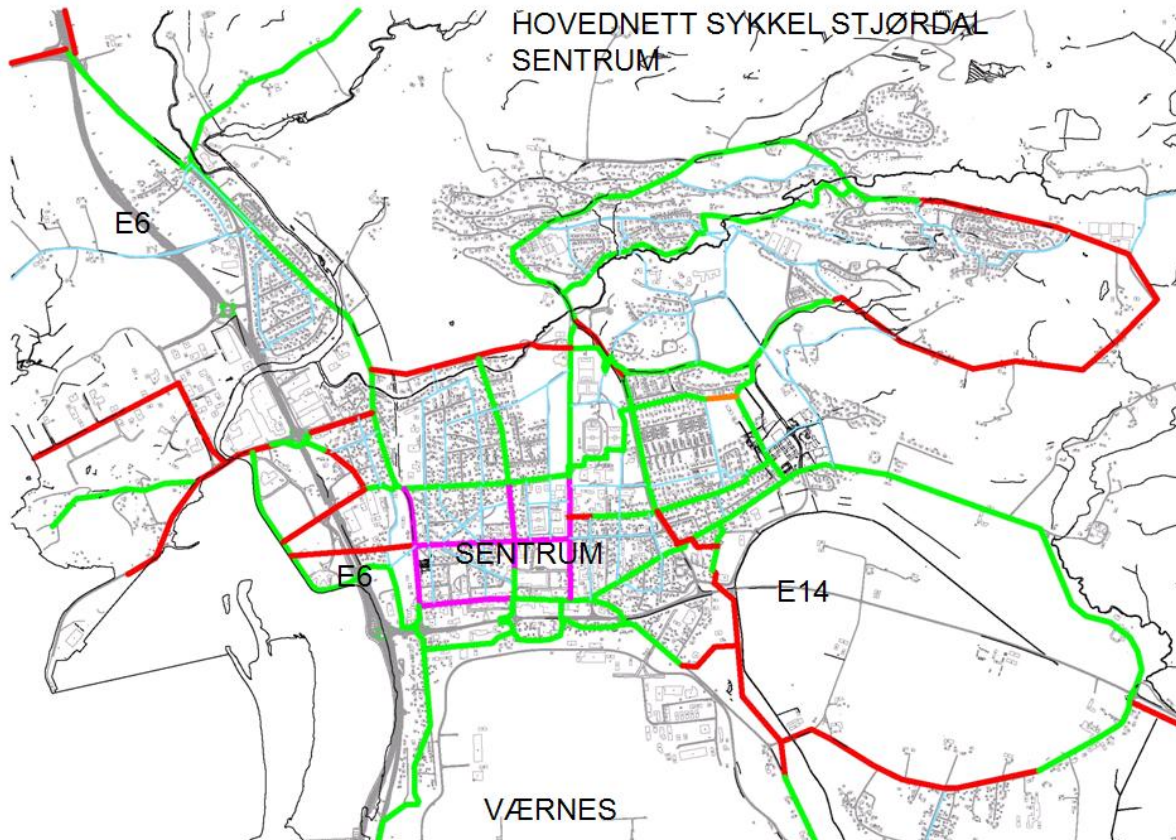 HOVEDNETT SYKKEL STJØRDAL
SENTRUM
E6
SENTRUM
E6
E14
VÆRNES